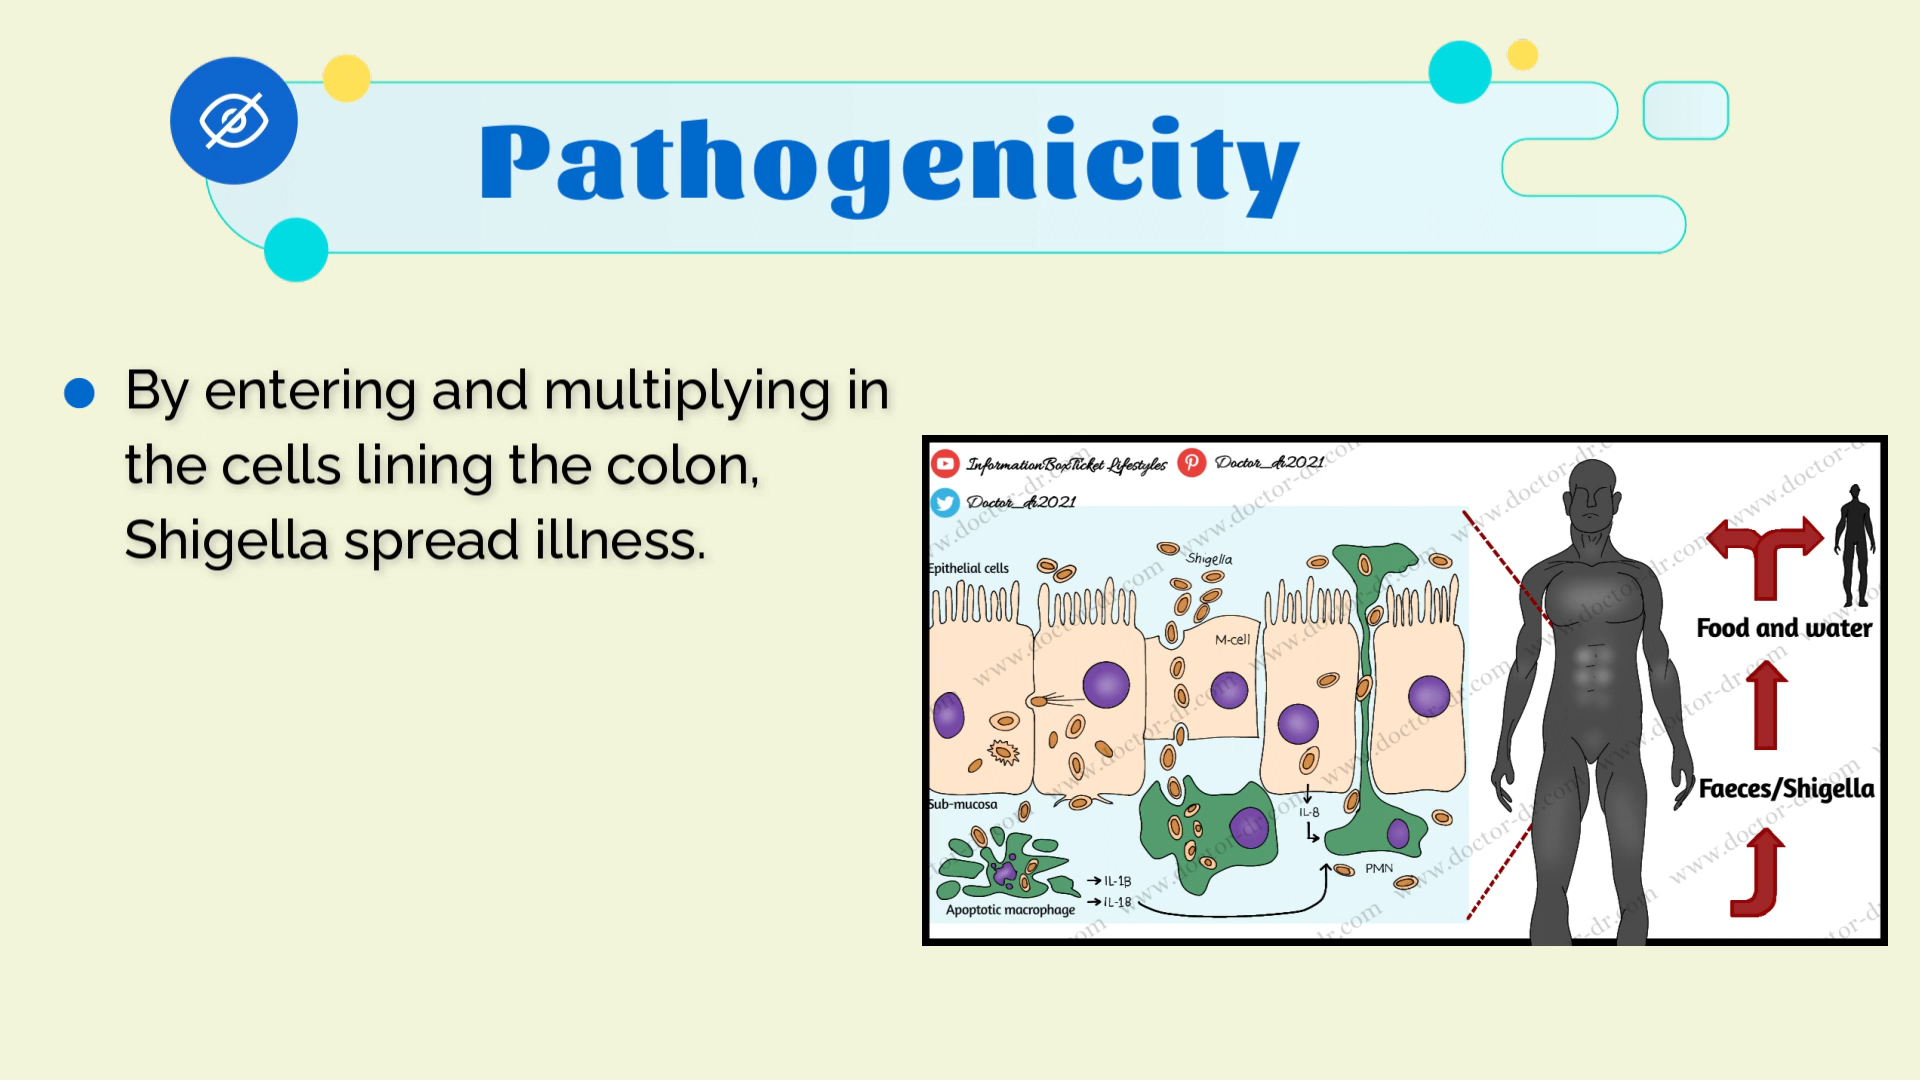 Pathogenicity
By entering and multiplying in
the cells lining the colon,
Shigella spread illness.
InformationBoxTicket Lifestyles
Doctor_dr2021
Doctor_dr2021
Epithelial cells
Shigella
M-cell
Sub-mucosa
IL-8
PMN
→IL-1B
→IL-18
Apoptotic macrophage
Food and water
Faeces/Shigella
www.doctor-dr.com